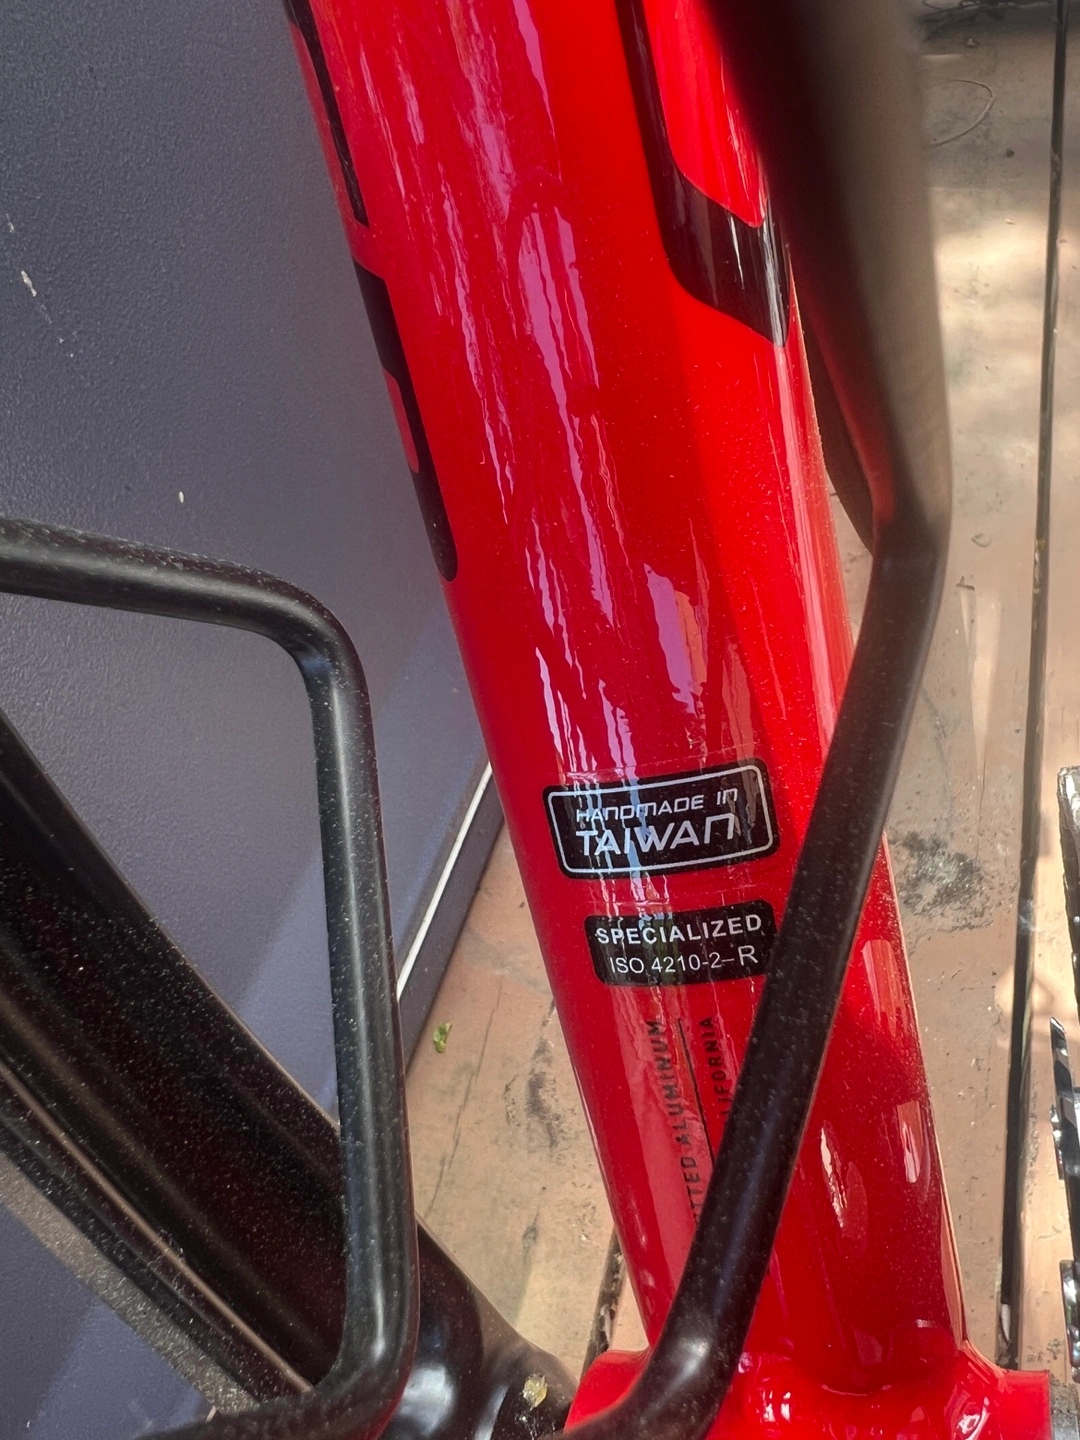 HANDMADE IN
TAIWAN
SPECIALIZED
ISO 4210-2–R
ALUMINUM